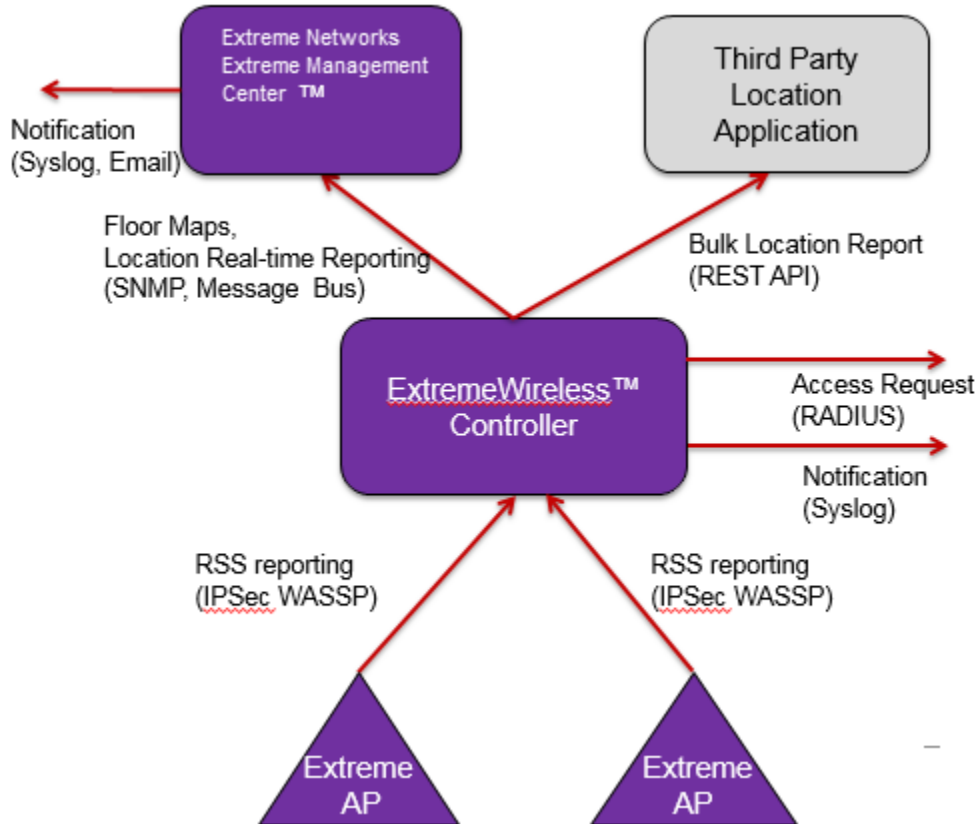 Extreme Networks
Extreme Management
Center ™
Third Party
Location
Application
Notification
(Syslog, Email)
Floor Maps,
Location Real-time Reporting
(SNMP, Message Bus)
Bulk Location Report
(REST API)
ExtremeWireless™
Controller
Access Request
(RADIUS)
Notification
(Syslog)
RSS reporting
(IPSec WASSP)
RSS reporting
(IPSec WASSP)
Extreme
AP
Extreme
AP